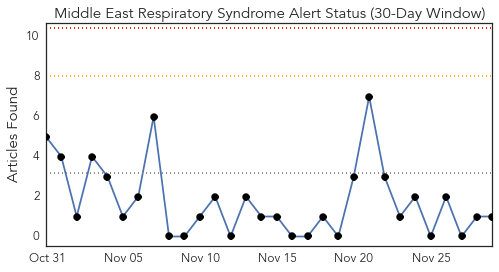 Middle East Respiratory Syndrome Alert Status (30-Day Window)
Articles Found
10
8
6
4
2
0
Oct 31 Nov 05 Nov 10 Nov 15 Nov 20 Nov 25